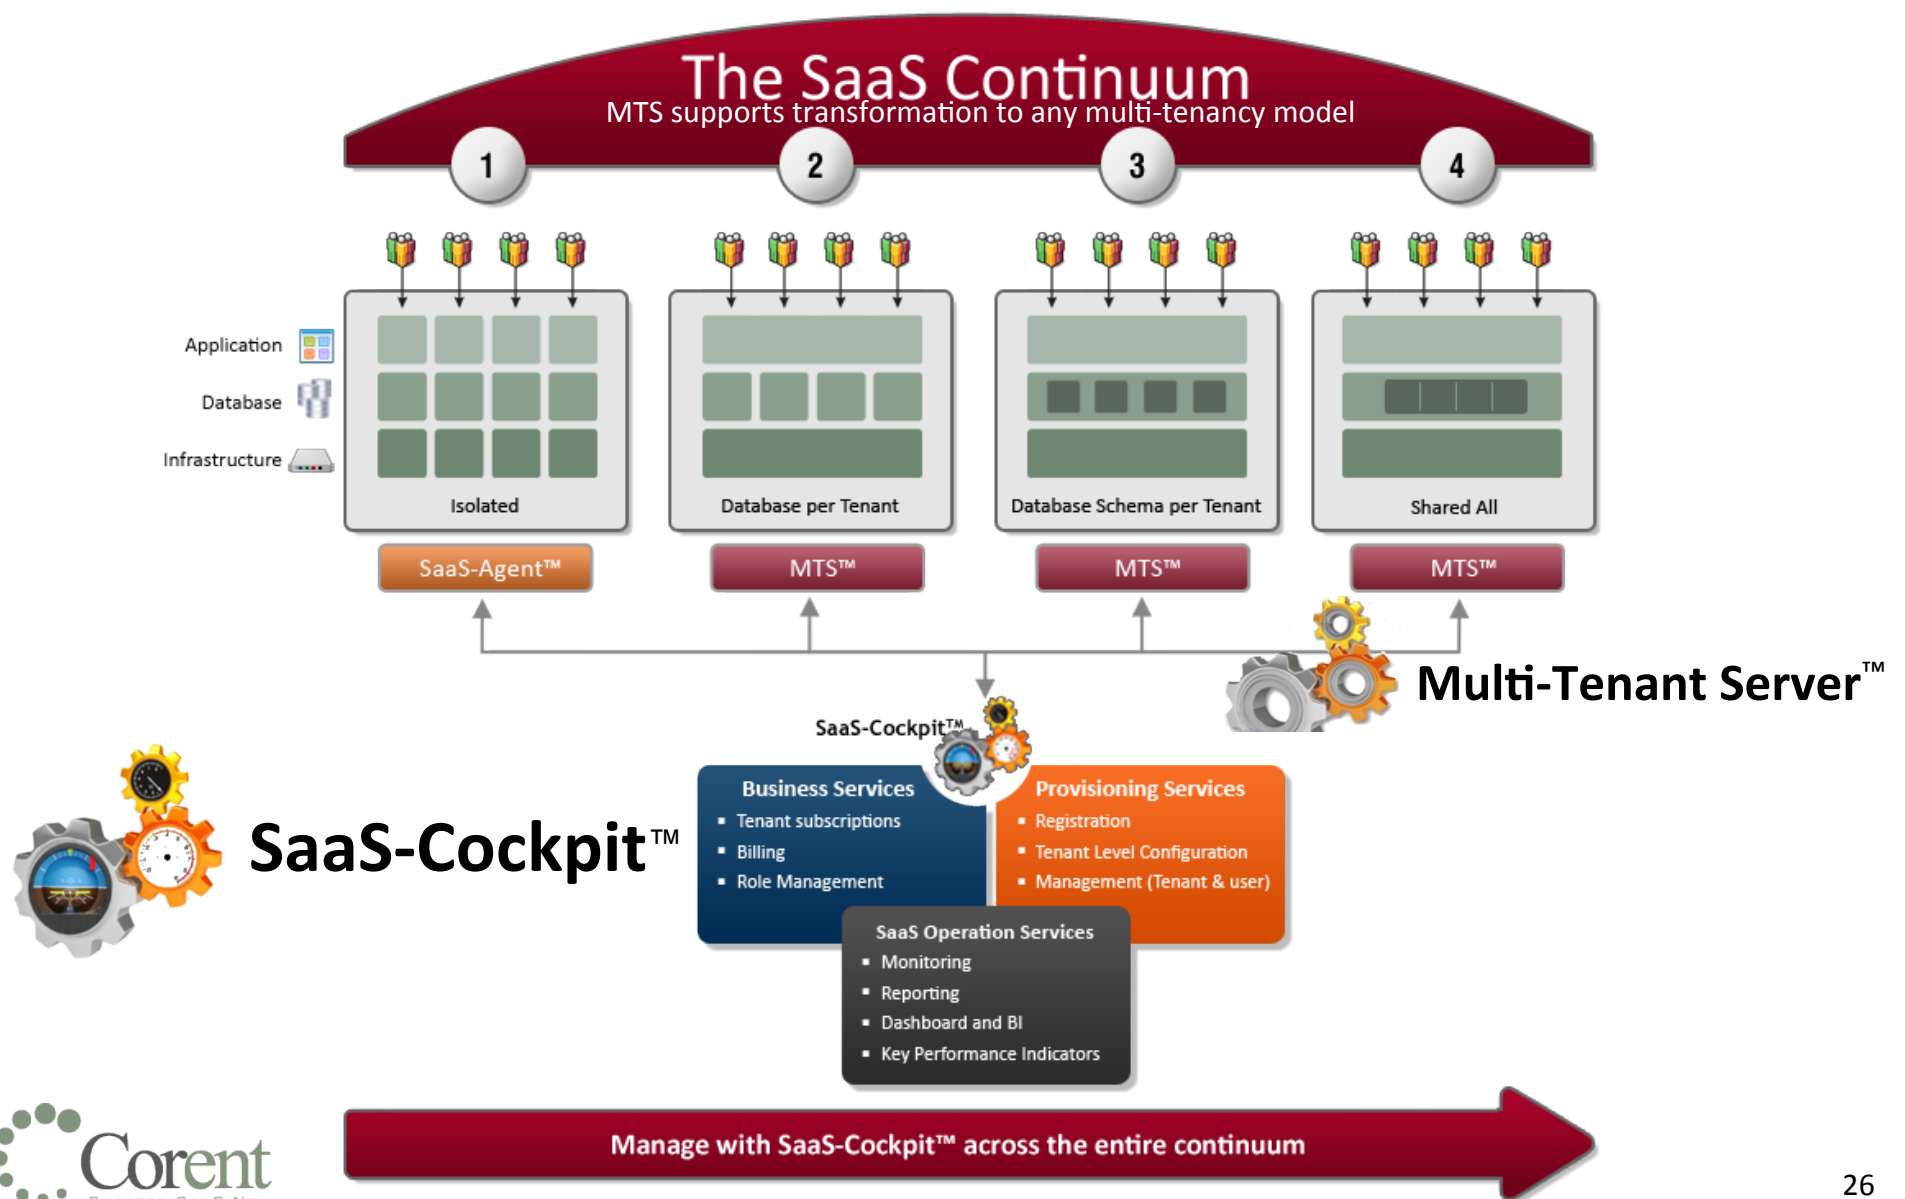 The SaaS Continuum
MTS supports transformation to any multi-tenancy model
1
2
3
4
Application
Database
Infrastructure
Isolated
Database per Tenant
Database Schema per Tenant
Shared All
SaaS-Agent™
MTS™
MTS™
MTS™
Multi-Tenant Server™
SaaS-Cockpit™
SaaS-Cockpit™
Business Services
▪ Tenant subscriptions
▪ Billing
▪ Role Management
Provisioning Services
▪ Registration
▪ Tenant Level Configuration
▪ Management (Tenant & user)
SaaS Operation Services
▪ Monitoring
▪ Reporting
▪ Dashboard and BI
▪ Key Performance Indicators
Manage with SaaS-Cockpit™ across the entire continuum
Corent
26